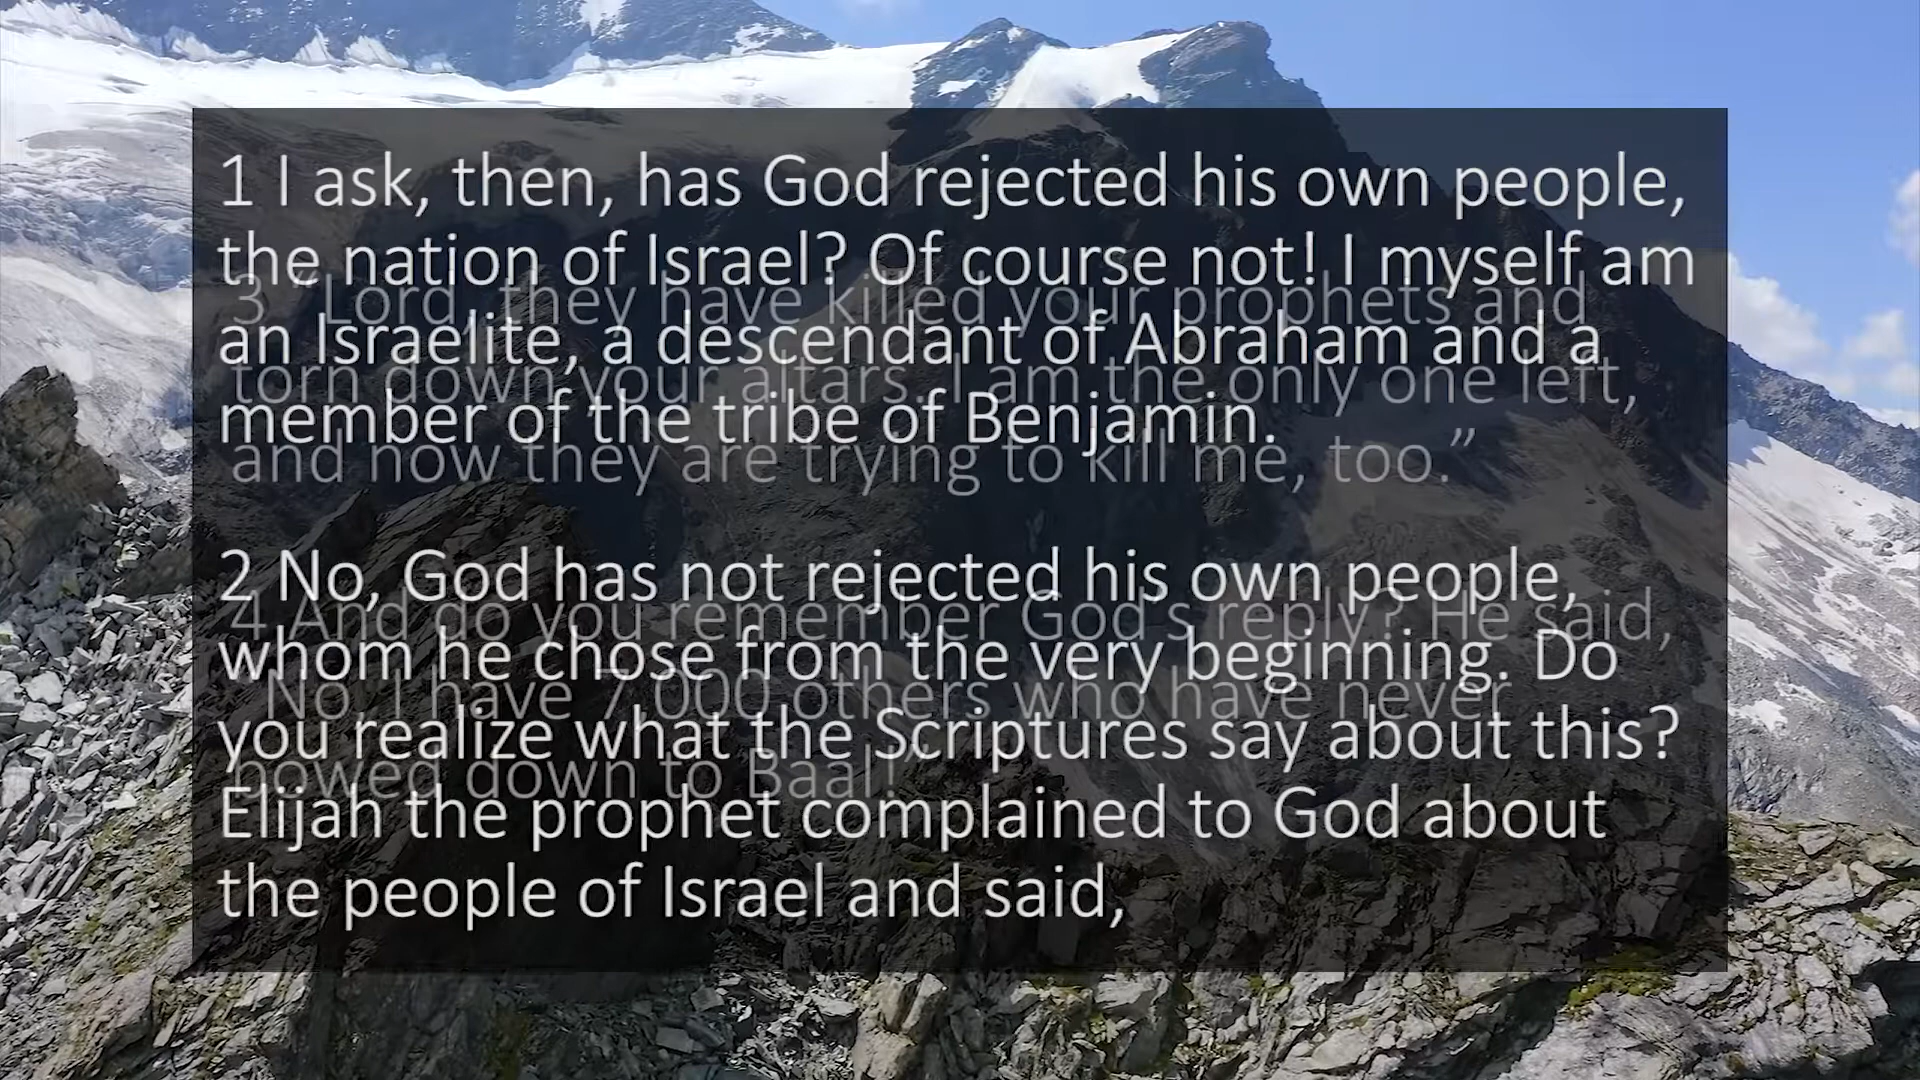 1 I ask, then, has God rejected his own people,
the nation of Israel? Of course not! I myself am
an Israelite, a descendant of Abraham and a
member of the tribe of Benjamin.
2 No, God has not rejected his own people,
whom he chose from the very beginning. Do
you realize what the Scriptures say about this?
Elijah the prophet complained to God about
the people of Israel and said,
3 “Lord, they have killed your prophets and
torn down your altars. I am the only one left,
and now they are trying to kill me, too.”
4 And do you remember God’s reply? He said,
“No, I have 7,000 others who have never
bowed down to Baal!”